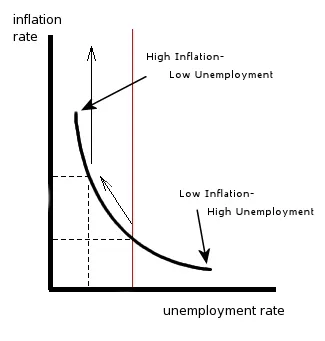 inflation
rate
High Inflation-
Low Unemployment
Low Inflation-
High Unemployment
unemployment rate